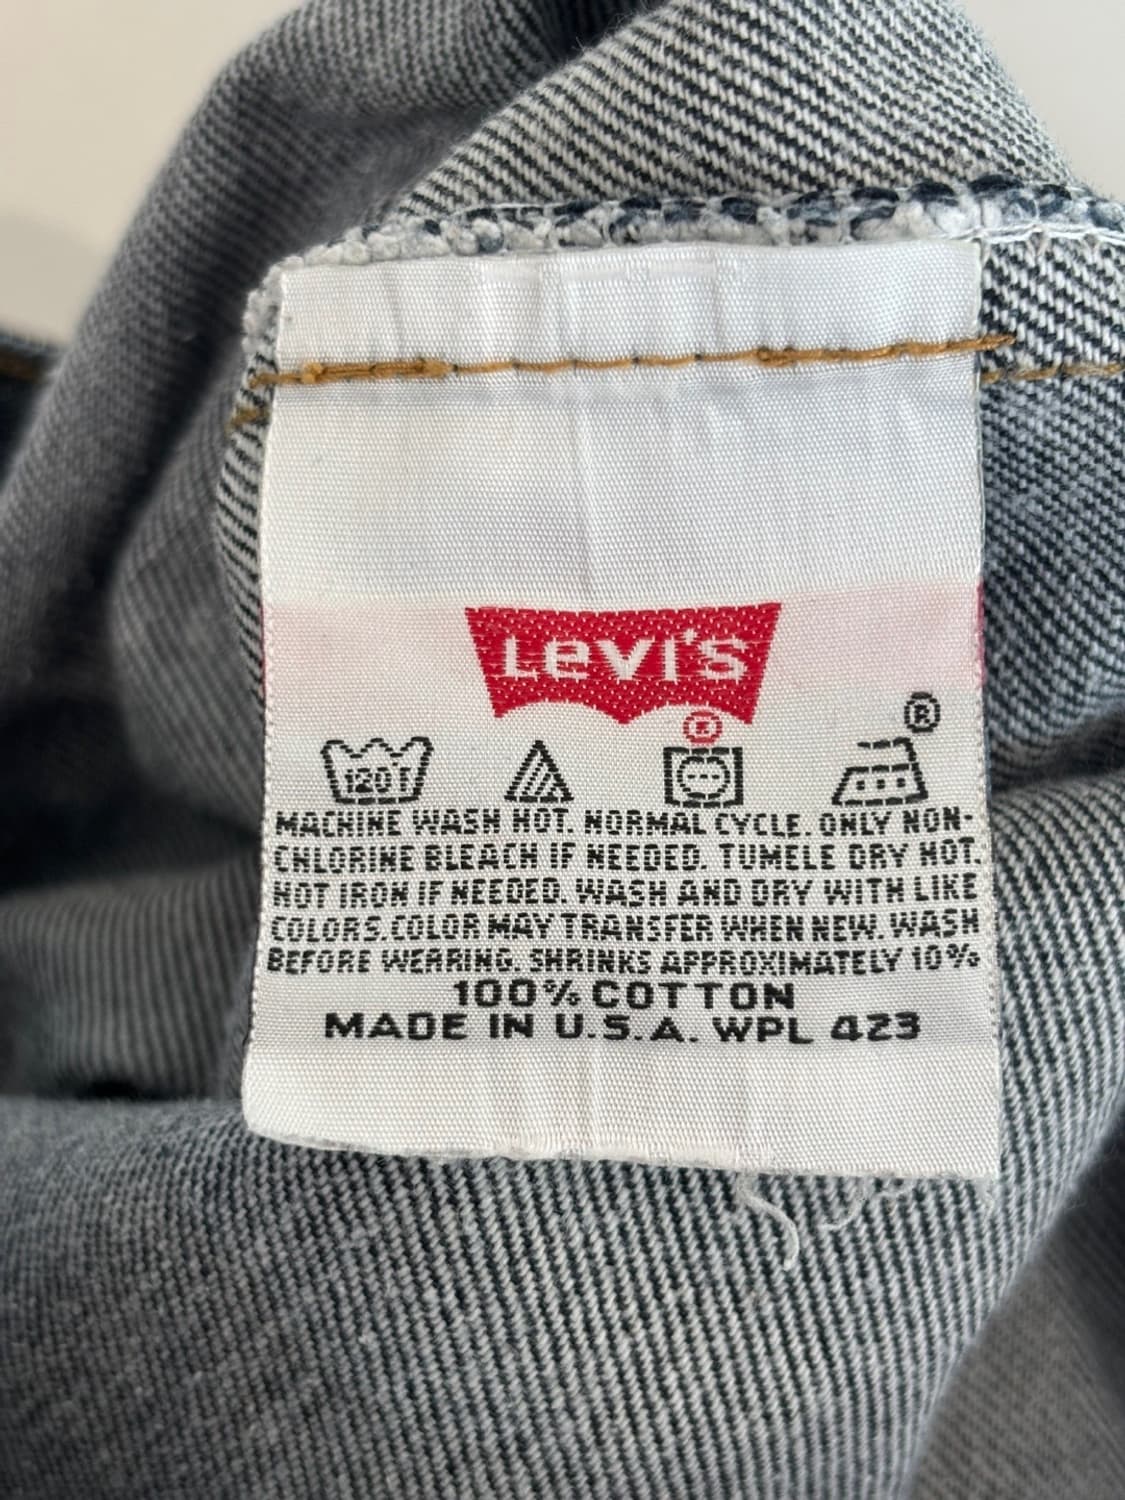 Levi's
®
®
120F
MACHINE WASH HOT. NORMAL CYCLE. ONLY NON-
CHLORINE BLEACH IF NEEDED. TUMBLE DRY HOT.
HOT IRON IF NEEDED. WASH AND DRY WITH LIKE
COLORS. COLOR MAY TRANSFER WHEN NEW. WASH
BEFORE WEARING. SHRINKS APPROXIMATELY 10%
100% COTTON
MADE IN U.S.A. WPL 423